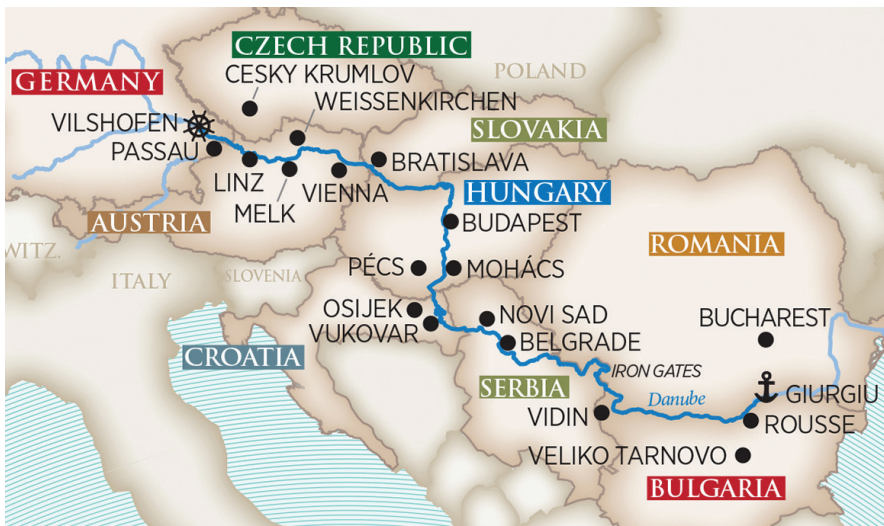 CZECH REPUBLIC
POLAND
GERMANY
CESKY KRUMLOV
WEISSENKIRCHEN
VILSHOFEN
SLOVAKIA
PASSAU
BRATISLAVA
LINZ
VIENNA
HUNGARY
MELK
AUSTRIA
BUDAPEST
ROMANIA
WITZ.
ITALY
SLOVENIA
PÉCS
MOHÁCS
OSIJEK
NOVI SAD
BUCHAREST
VUKOVAR
BELGRADE
CROATIA
IRON GATES
SERBIA
Danube
GIURGIU
VIDIN
ROUSSE
VELIKO TARNOVO
BULGARIA